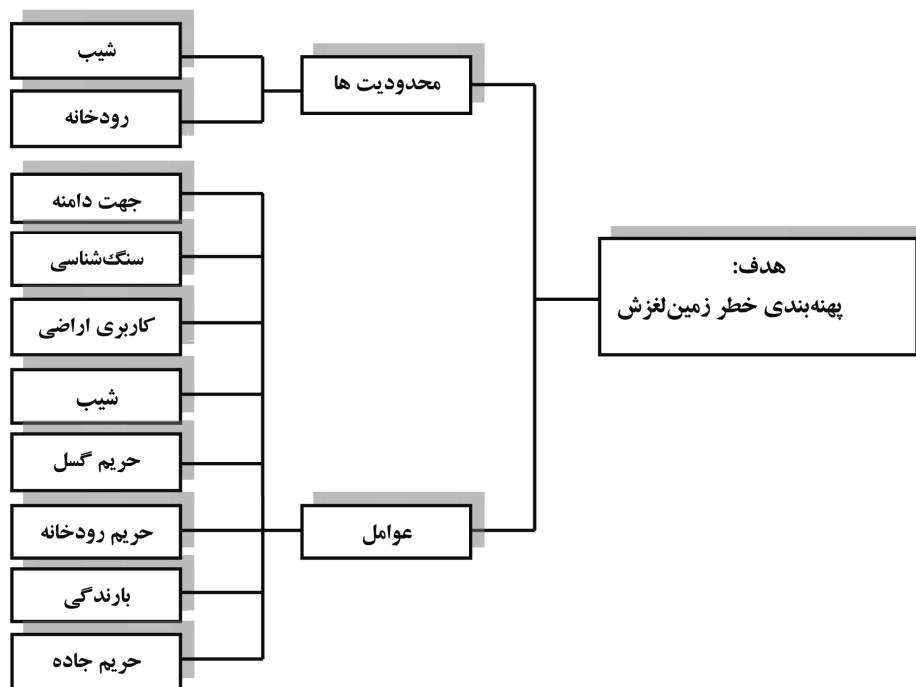 هدف:
پهنه‌بندی خطر زمین‌لغزش
محدودیت ها
شیب
رودخانه
عوامل
جهت دامنه
سنگ‌شناسی
کاربری اراضی
شیب
حریم گسل
حریم رودخانه
بارندگی
حریم جاده